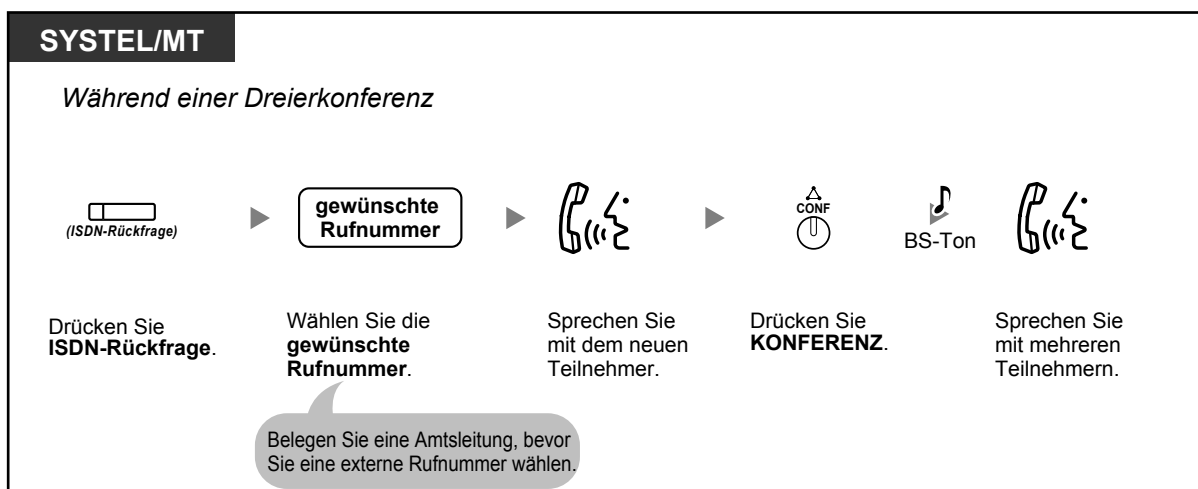 SYSTEL/MT
Während einer Dreierkonferenz
(ISDN-Rückfrage)
gewünschte
Rufnummer
CONF
BS-Ton
Drücken Sie
ISDN-Rückfrage.
Wählen Sie die
gewünschte
Rufnummer.
Sprechen Sie
mit dem neuen
Teilnehmer.
Drücken Sie
KONFERENZ.
Sprechen Sie
mit mehreren
Teilnehmern.
Belegen Sie eine Amtsleitung, bevor
Sie eine externe Rufnummer wählen.